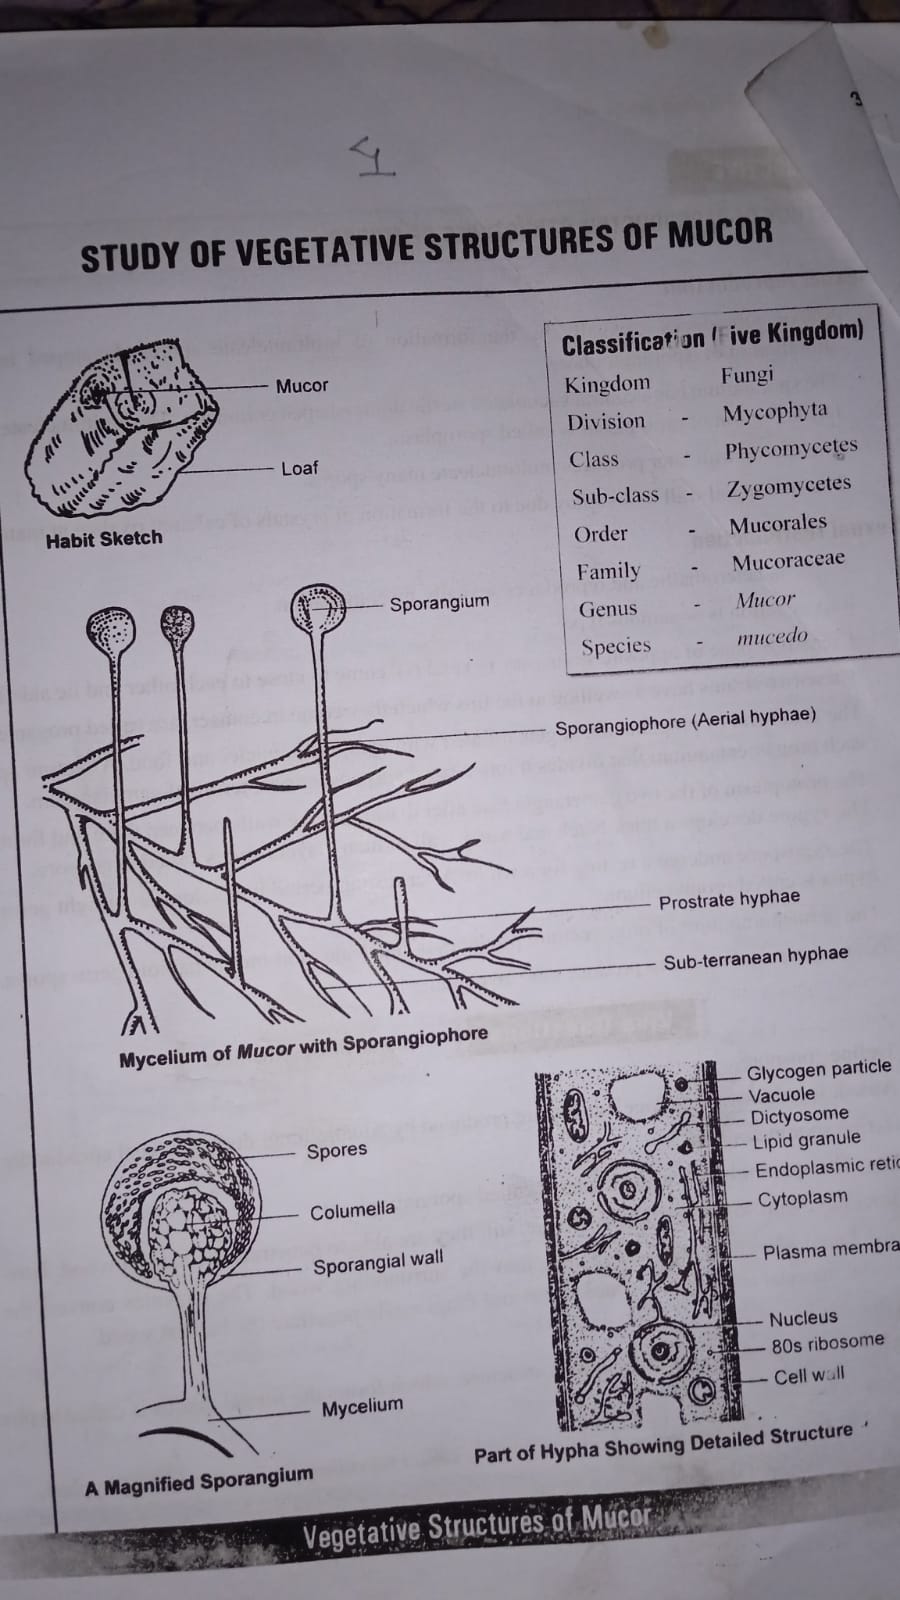 3
4
STUDY OF VEGETATIVE STRUCTURES OF MUCOR
Mucor
Loaf
Habit Sketch
Classification (Five Kingdom)
Kingdom Fungi
Division - Mycophyta
Class - Phycomycetes
Sub-class - Zygomycetes
Order - Mucorales
Family - Mucoraceae
Genus - Mucor
Species - mucedo
Sporangium
Sporangiophore (Aerial hyphae)
Prostrate hyphae
Sub-terranean hyphae
Mycelium of Mucor with Sporangiophore
Spores
Columella
Sporangial wall
Mycelium
A Magnified Sporangium
Glycogen particle
Vacuole
Dictyosome
Lipid granule
Endoplasmic retic
Cytoplasm
Plasma membra
Nucleus
80s ribosome
Cell wall
Part of Hypha Showing Detailed Structure
Vegetative Structures of Mucor